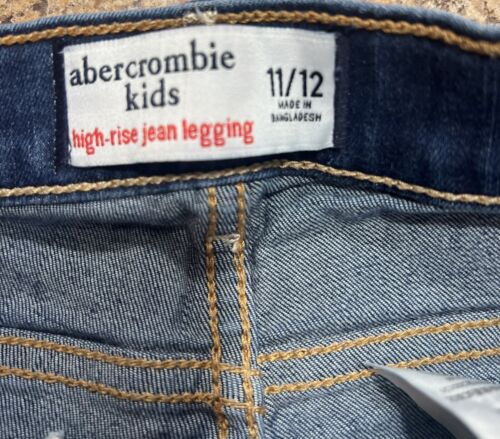 abercrombie
kids
high-rise jean legging
11/12
MADE IN
BANGLADESH